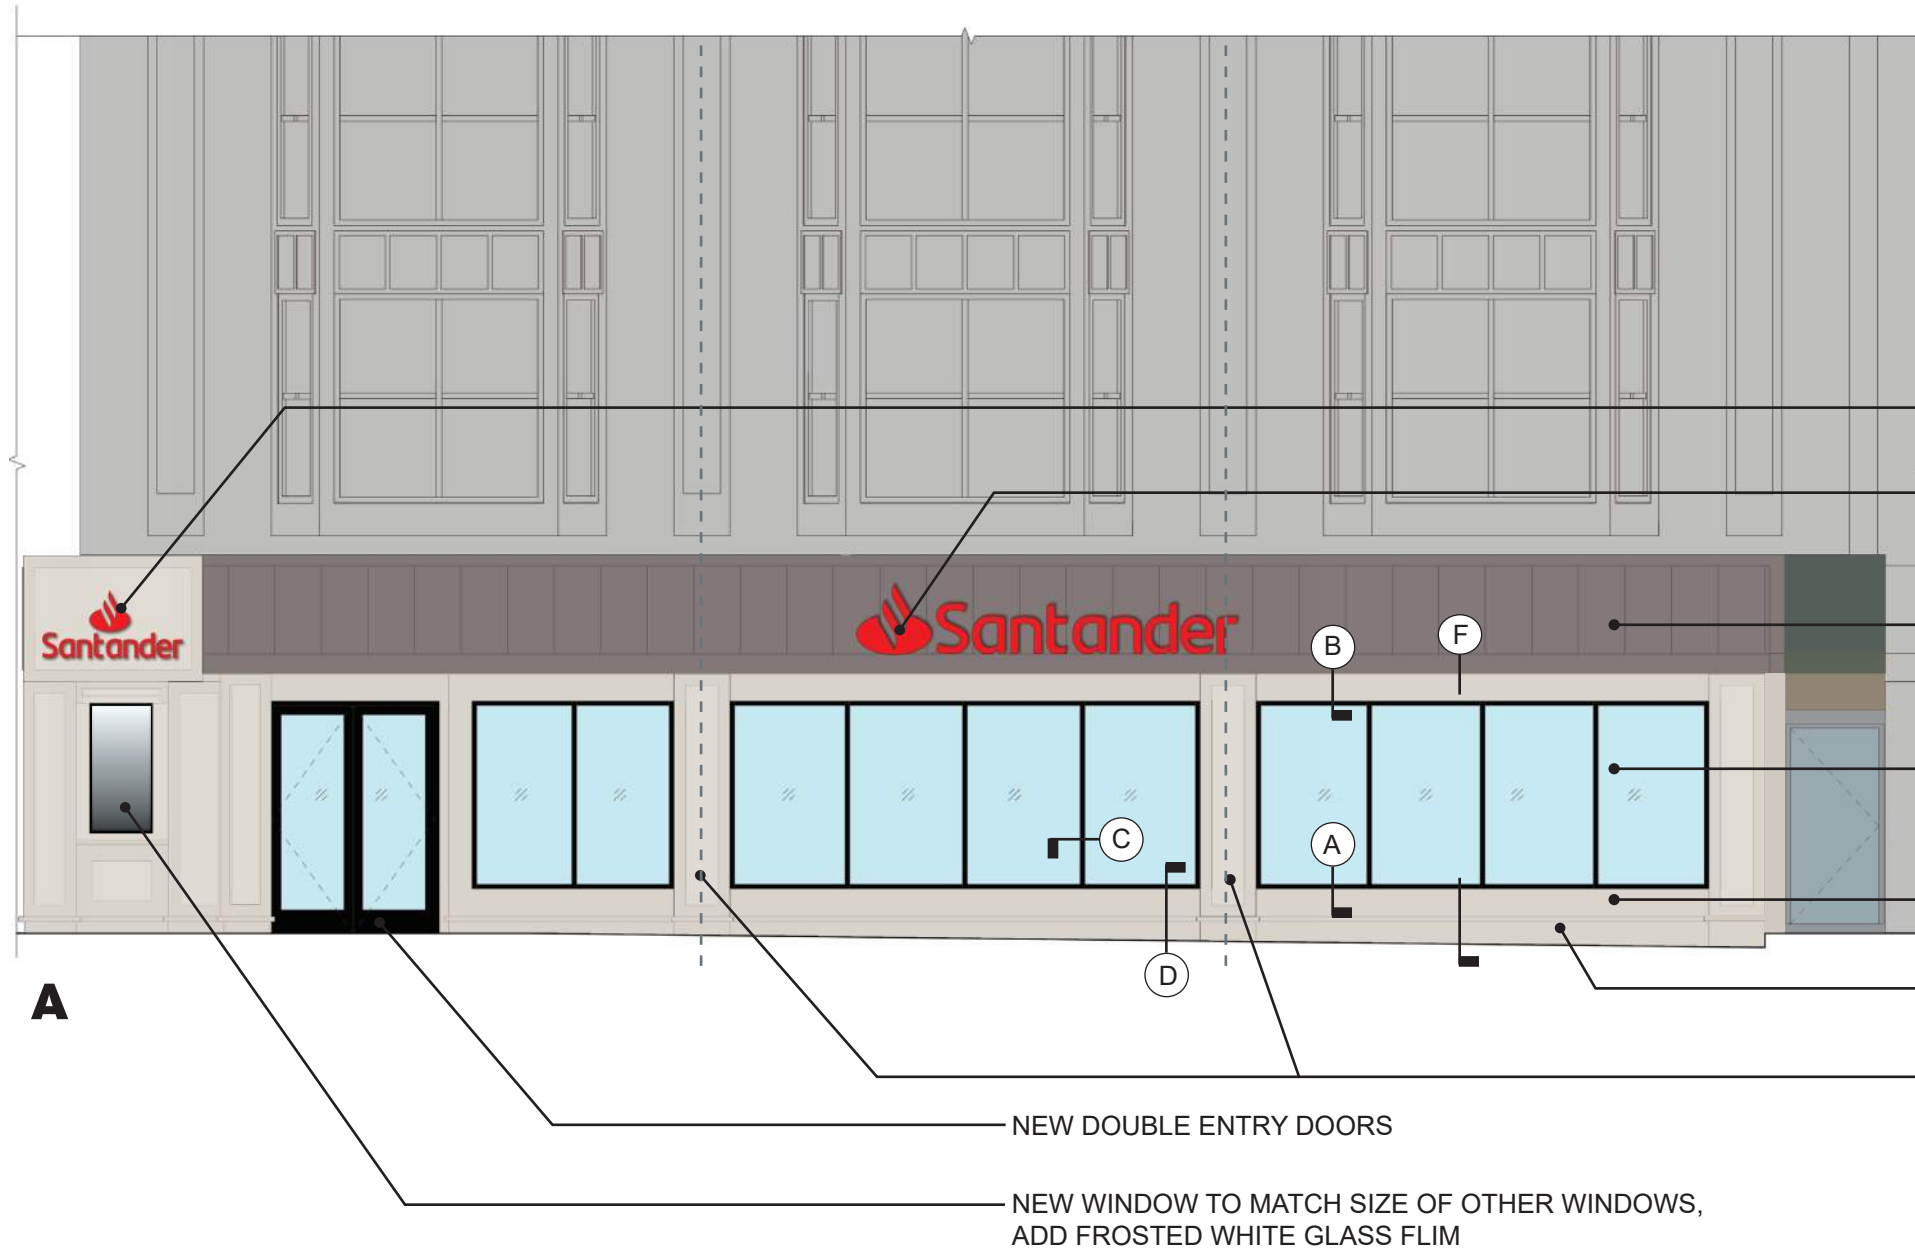 Santander
Santander
B
F
C
A
D
A
NEW DOUBLE ENTRY DOORS
NEW WINDOW TO MATCH SIZE OF OTHER WINDOWS,
ADD FROSTED WHITE GLASS FLIM